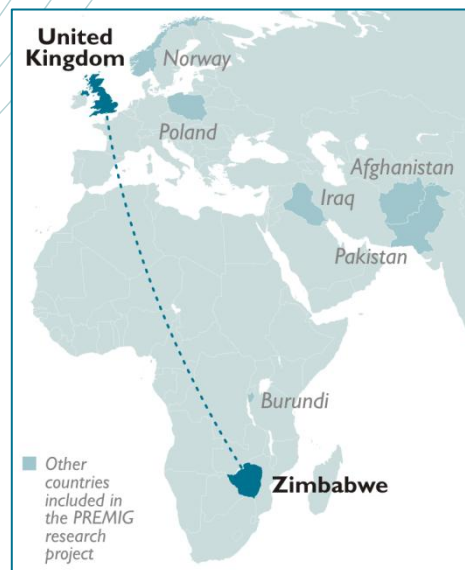 United
Kingdom
Norway
Poland
Afghanistan
Iraq
Pakistan
Burundi
Zimbabwe
Other
countries
included in
the PREMIG
research
project